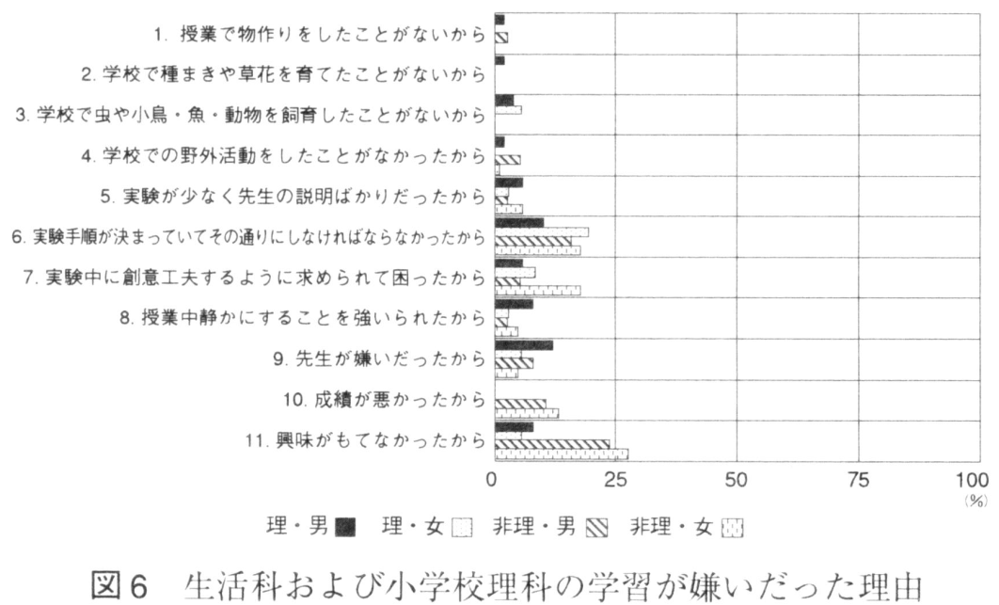 1. 授業で物作りをしたことがないから
2. 学校で種まきや草花を育てたことがないから
3. 学校で虫や小鳥・魚・動物を飼育したことがないから
4. 学校での野外活動をしたことがなかったから
5. 実験が少なく先生の説明ばかりだったから
6. 実験手順が決まっていてその通りにしなければならなかったから
7. 実験中に創意工夫するように求められて困ったから
8. 授業中静かにすることを強いられたから
9. 先生が嫌いだったから
10. 成績が悪かったから
11. 興味がもてなかったから
0 25 50 75 100
(%)
理・男 理・女 非理・男 非理・女
図6 生活科および小学校理科の学習が嫌いだった理由